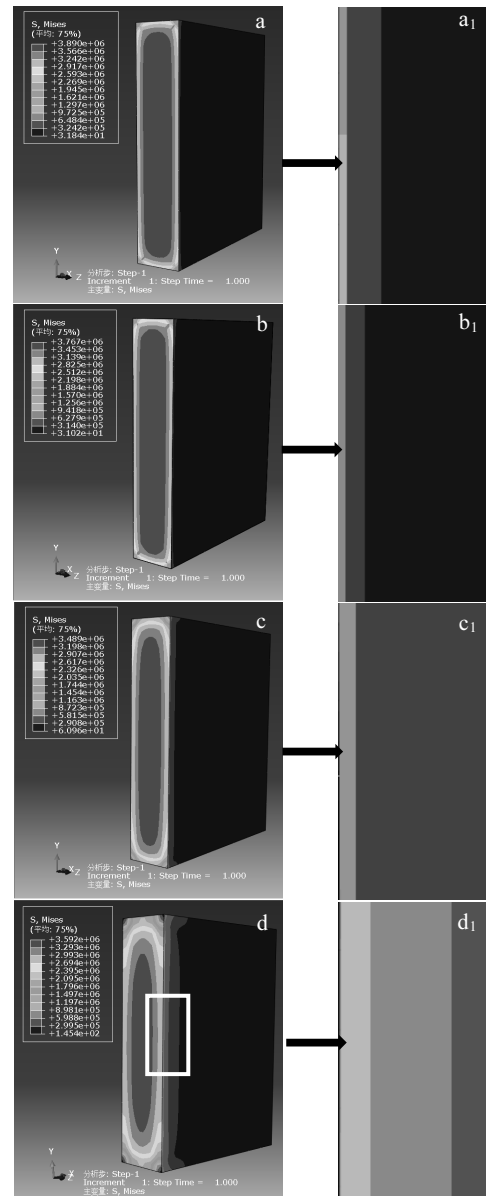 a
S, Mises
(平均: 75%)
+3.890e+06
+3.566e+06
+3.242e+06
+2.917e+06
+2.593e+06
+2.269e+06
+1.945e+06
+1.621e+06
+1.297e+06
+9.725e+05
+6.484e+05
+3.242e+05
+3.184e+01
Y
X
Z
分析步: Step-1
Increment 1: Step Time = 1.000
主变量: S, Mises
a1
b
S, Mises
(平均: 75%)
+3.767e+06
+3.453e+06
+3.139e+06
+2.825e+06
+2.512e+06
+2.198e+06
+1.884e+06
+1.570e+06
+1.256e+06
+9.418e+05
+6.279e+05
+3.140e+05
+3.102e+01
Y
X
Z
分析步: Step-1
Increment 1: Step Time = 1.000
主变量: S, Mises
b1
c
S, Mises
(平均: 75%)
+3.489e+06
+3.198e+06
+2.907e+06
+2.617e+06
+2.326e+06
+2.035e+06
+1.744e+06
+1.454e+06
+1.163e+06
+8.723e+05
+5.815e+05
+2.908e+05
+6.096e+01
Y
X
Z
分析步: Step-1
Increment 1: Step Time = 1.000
主变量: S, Mises
c1
d
S, Mises
(平均: 75%)
+3.592e+06
+3.293e+06
+2.993e+06
+2.694e+06
+2.395e+06
+2.095e+06
+1.796e+06
+1.497e+06
+1.197e+06
+8.981e+05
+5.988e+05
+2.995e+05
+1.454e+02
Y
X
Z
分析步: Step-1
Increment 1: Step Time = 1.000
主变量: S, Mises
d1